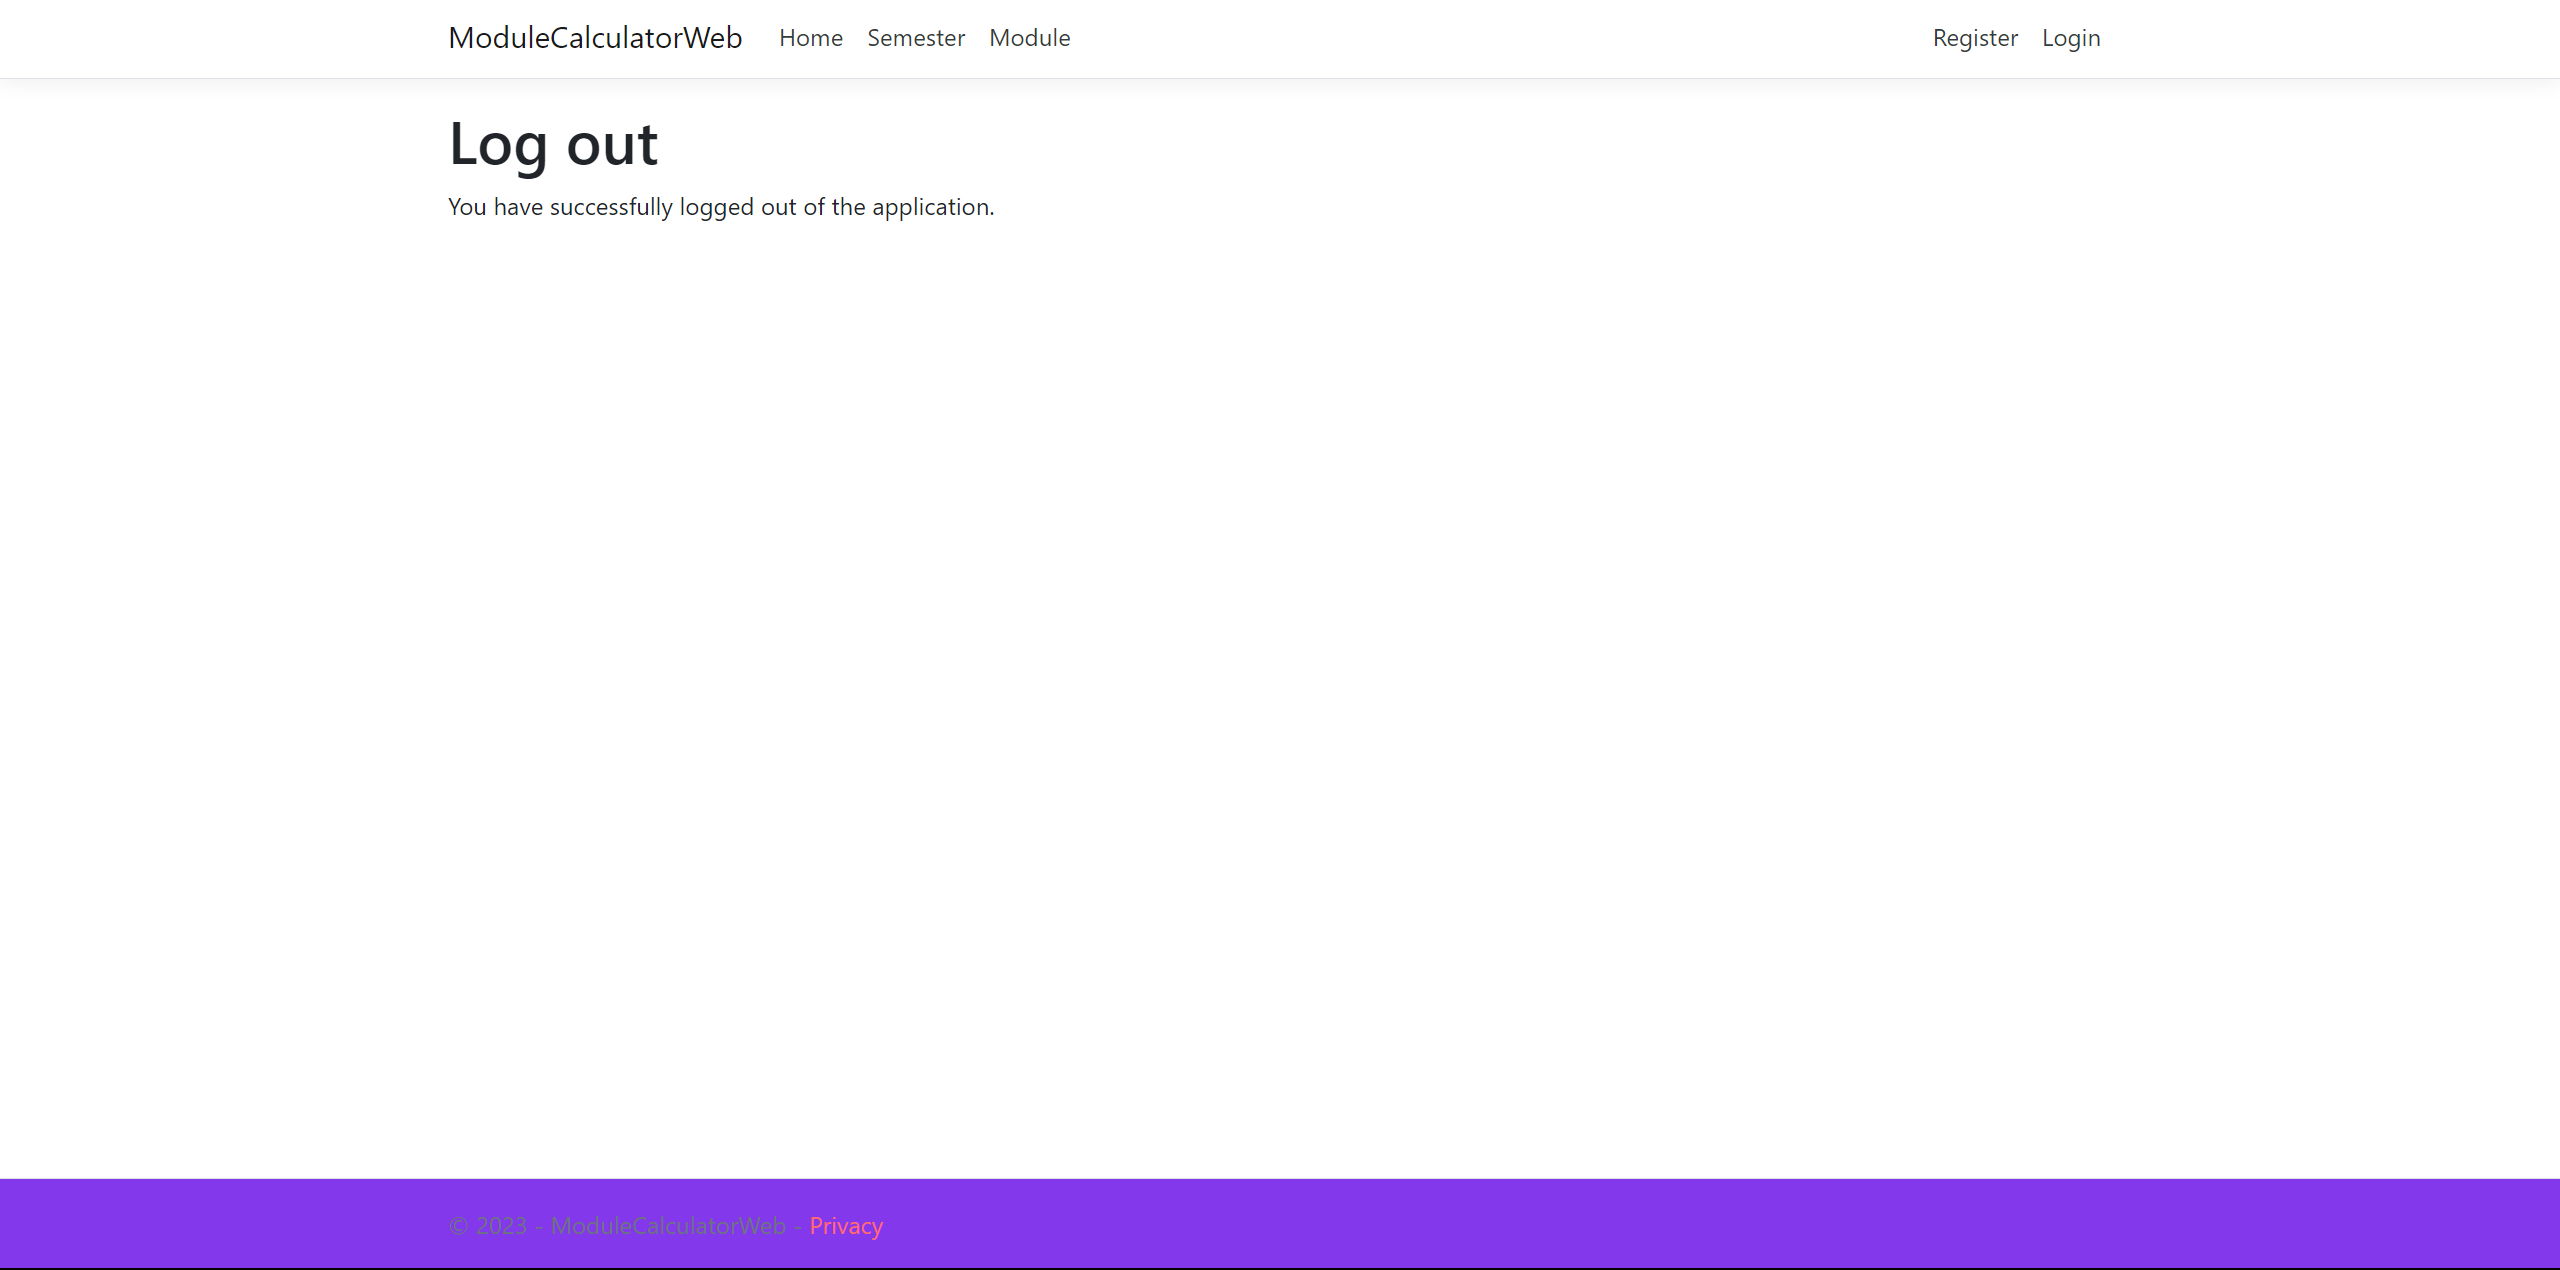 ModuleCalculatorWeb Home Semester Module Register Login
Log out
You have successfully logged out of the application.
© 2023 - ModuleCalculatorWeb - Privacy